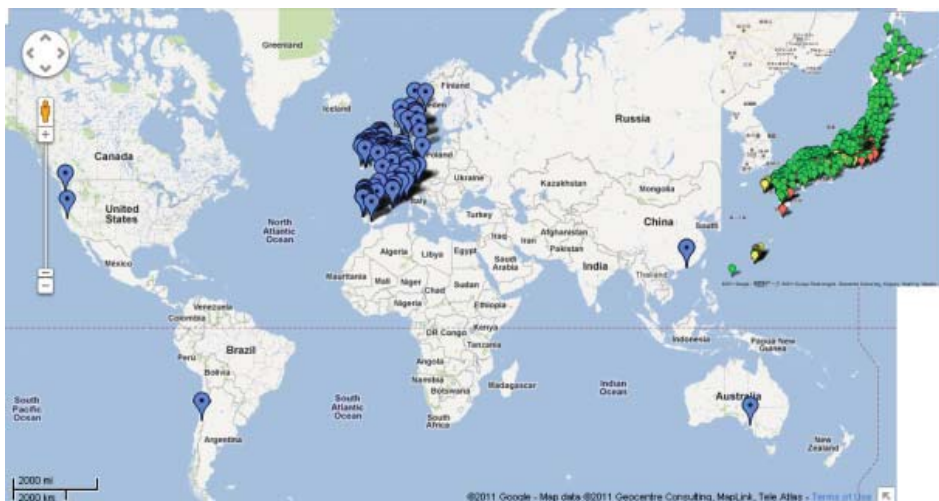 Greenland
Iceland
Finland
Sweden
Russia
Canada
Poland
Ukraine
Kazakhstan
Mongolia
United
States
Italy
Turkey
China
South
North
Atlantic
Ocean
Afghanistan
Iraq
Iran
Pakistan
Algeria
Libya
Egypt
Saudi
Arabia
México
India
Thailand
Mauritania
Mali
Niger
Chad
Sudan
Nigeria
Ethiopia
Venezuela
Colombia
DR Congo
Kenya
Tanzania
Indonesia
Papua New
Guinea
Peru
Brazil
Bolivia
Angola
Namibia
Botswana
Madagascar
South
Pacific
Ocean
South
Atlantic
Ocean
Indian
Ocean
Australia
South
Africa
Argentina
New
Zealand
2000 mi
2000 km
©2011 Google - Map data ©2011 Geocentre Consulting, MapLink, Tele Atlas - Terms of Use